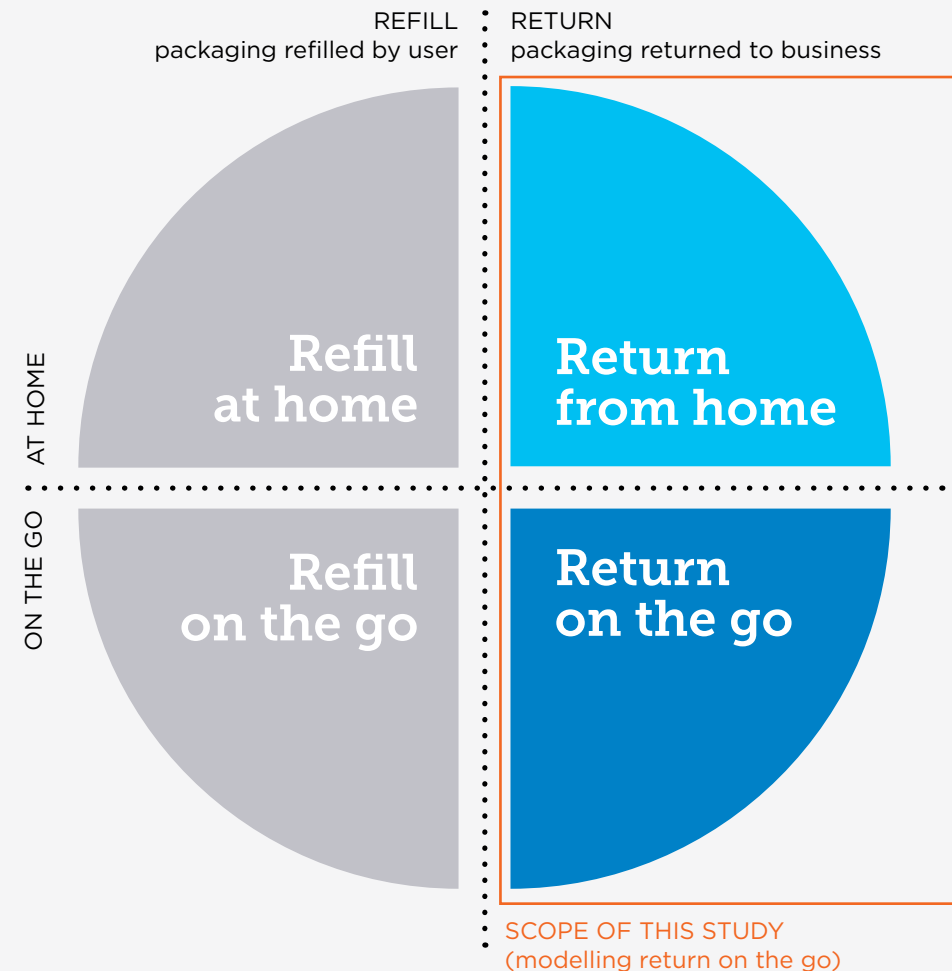 REFILL
packaging refilled by user
RETURN
packaging returned to business
AT HOME
Refill
at home
Return
from home
ON THE GO
Refill
on the go
Return
on the go
SCOPE OF THIS STUDY
(modelling return on the go)